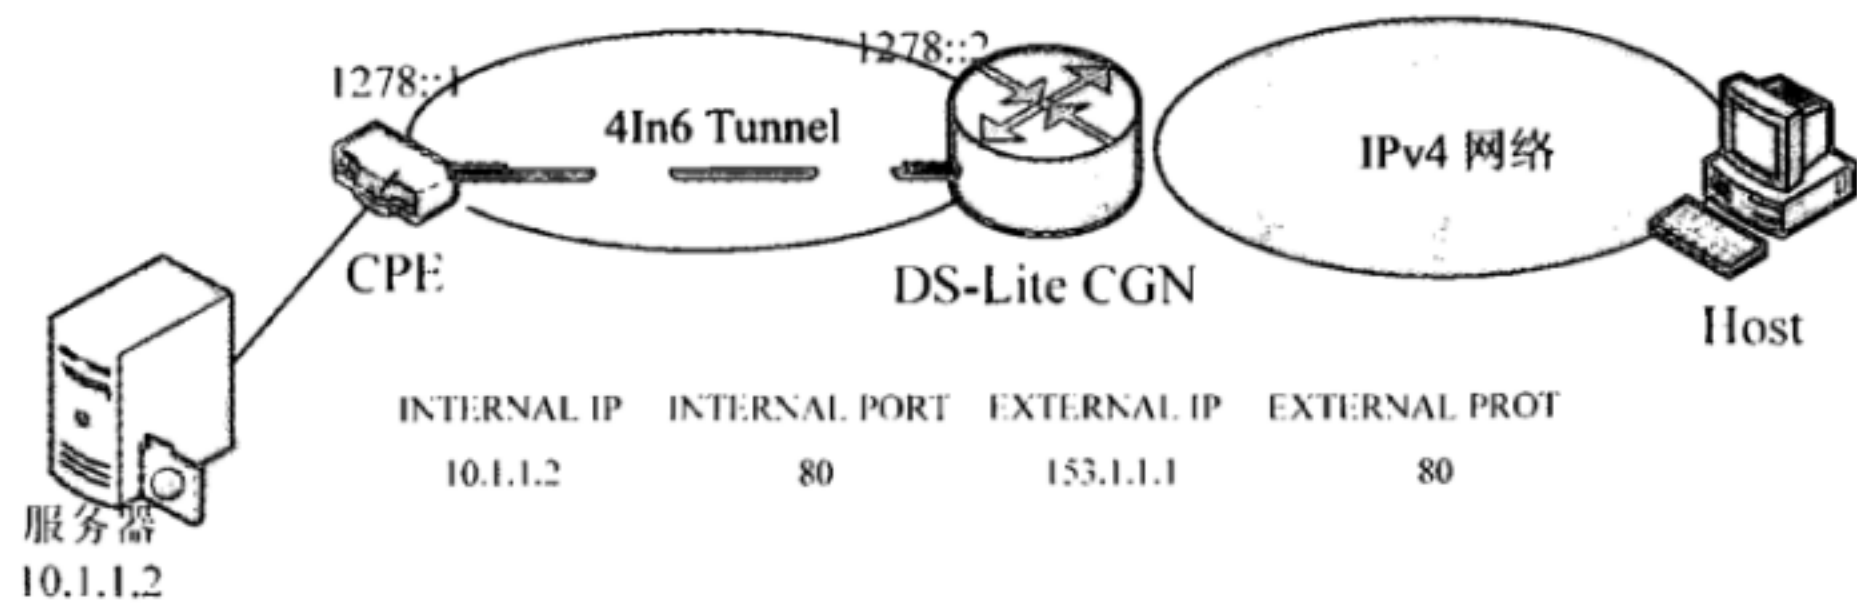 1278::1
1278::2
4In6 Tunnel
IPv4 网络
CPE
DS-Lite CGN
Host
INTERNAL IP INTERNAL PORT EXTERNAL IP EXTERNAL PROT
10.1.1.2 80 153.1.1.1 80
服务器
10.1.1.2